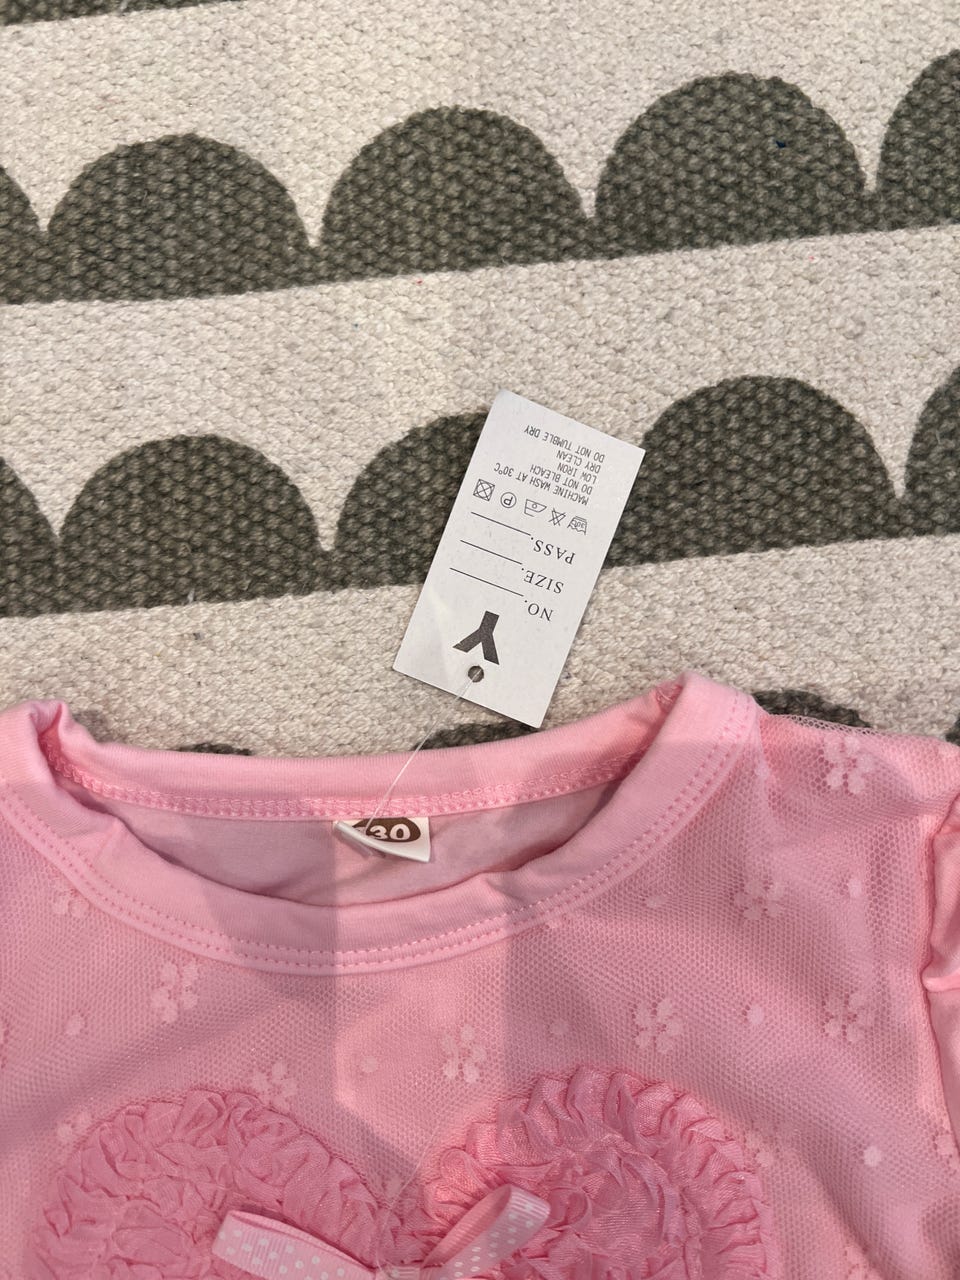 Y
NO.
SIZE.
PASS.
30℃
P
MACHINE WASH AT 30℃
DO NOT BLEACH
LOW IRON
DRY CLEAN
DO NOT TUMBLE DRY
30